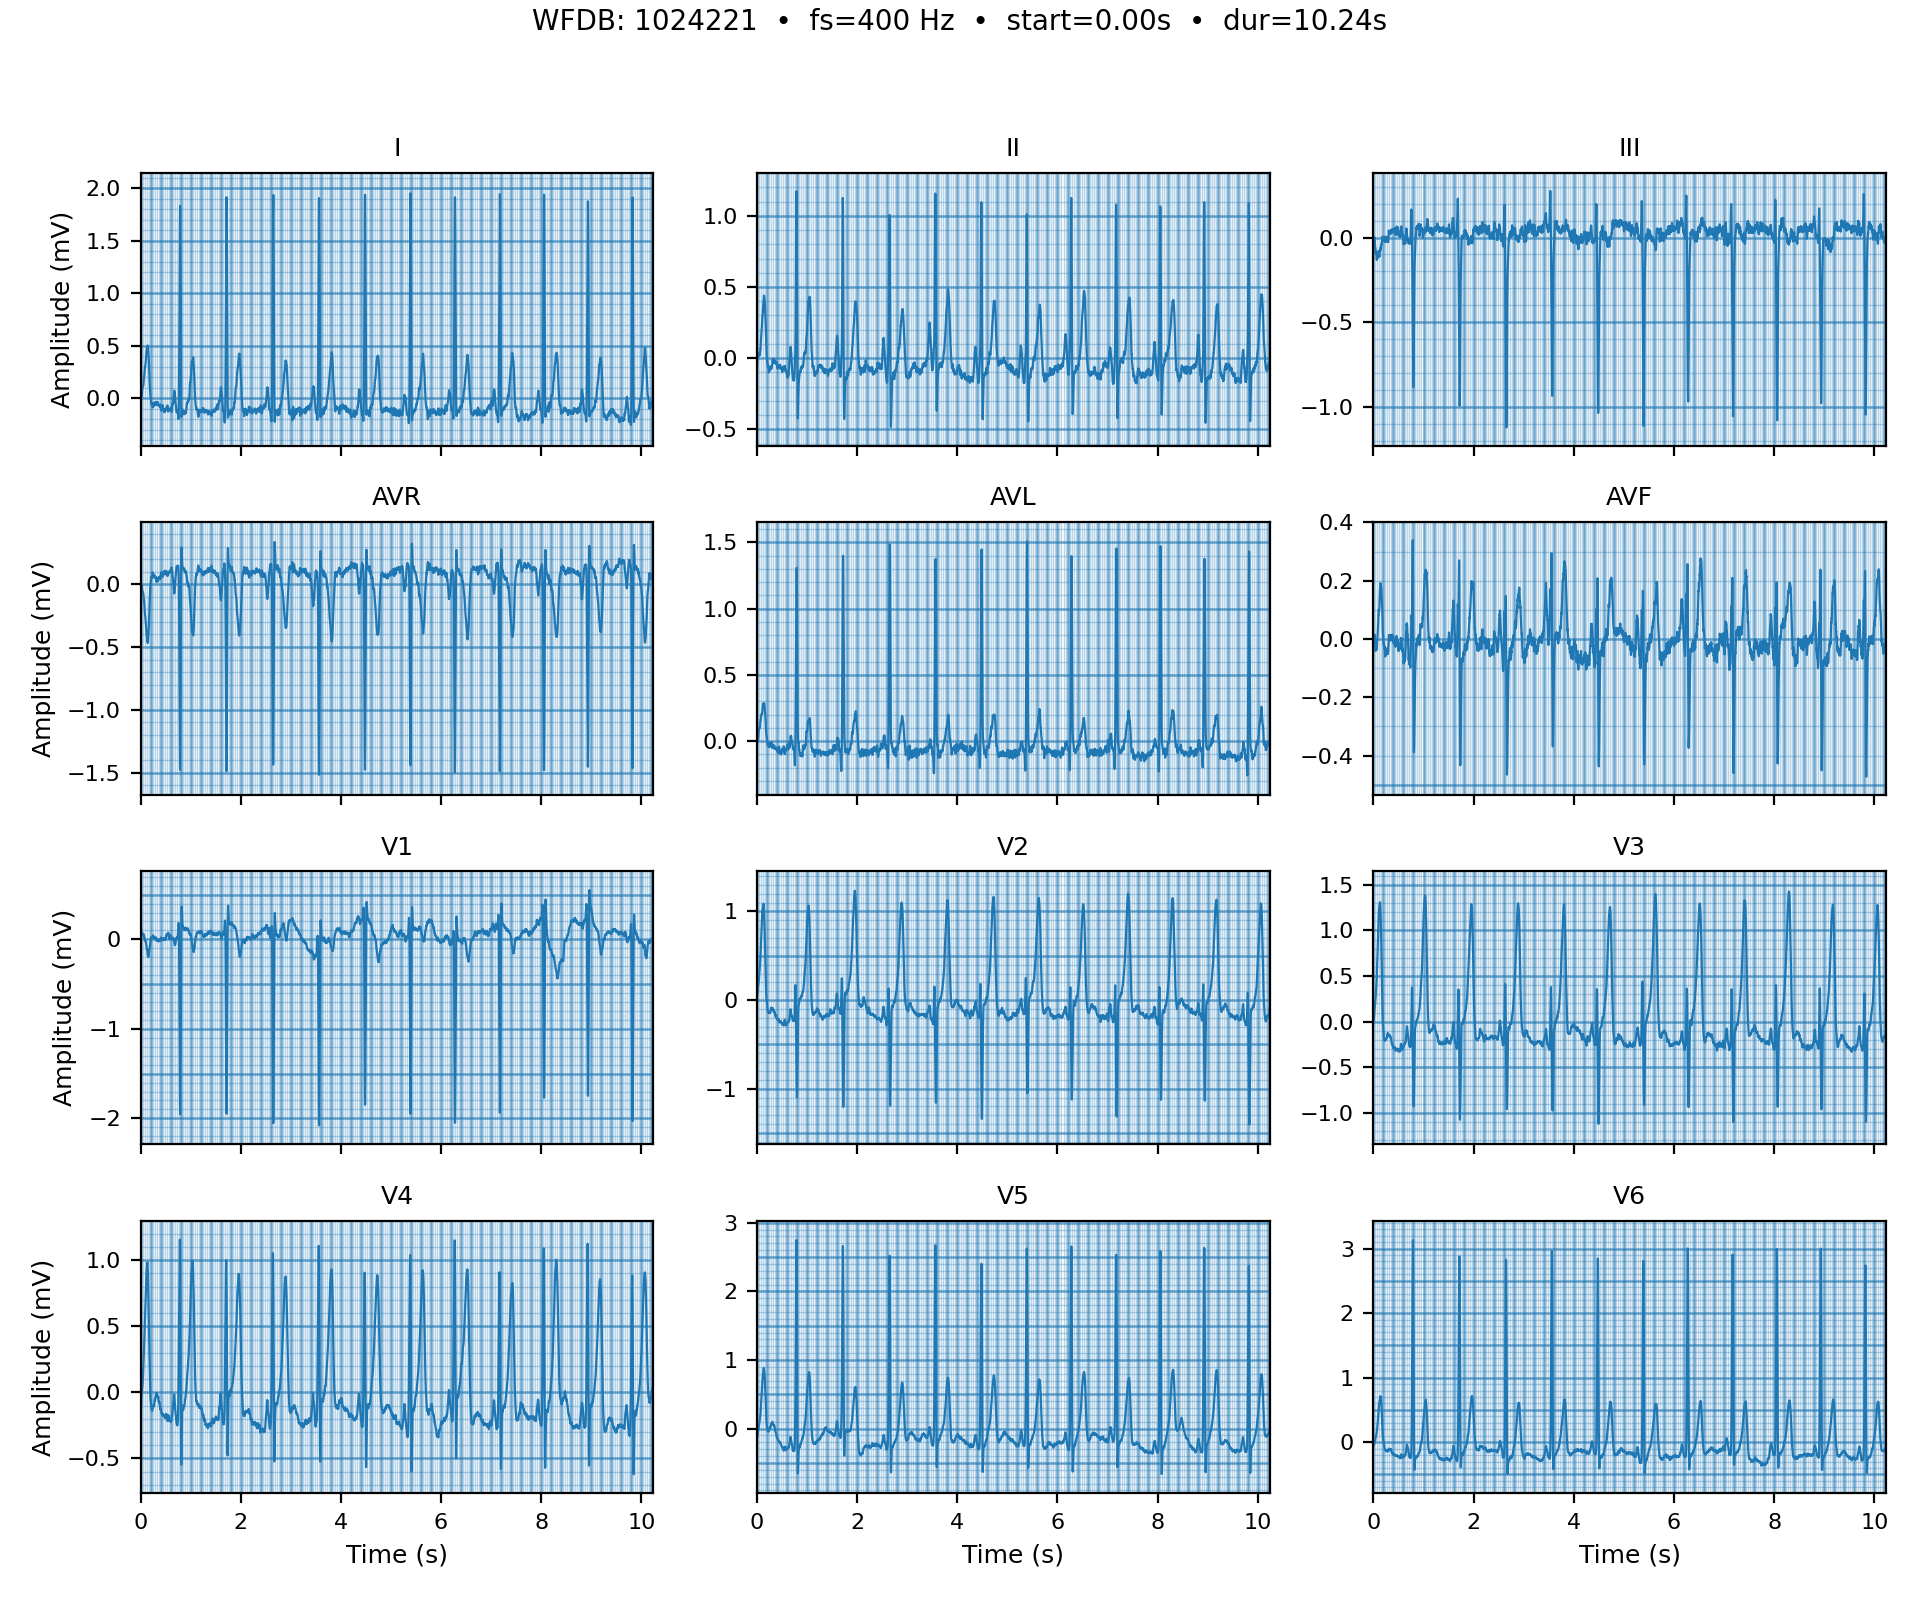 WFDB: 1024221 • fs=400 Hz • start=0.00s • dur=10.24s
I
II
III
Amplitude (mV)
2.0
1.5
1.0
0.5
0.0
1.0
0.5
0.0
−0.5
0.0
−0.5
−1.0
AVR
AVL
AVF
Amplitude (mV)
0.0
−0.5
−1.0
−1.5
1.5
1.0
0.5
0.0
0.4
0.2
0.0
−0.2
−0.4
V1
V2
V3
Amplitude (mV)
0
−1
−2
1
0
−1
1.5
1.0
0.5
0.0
−0.5
−1.0
V4
V5
V6
Amplitude (mV)
1.0
0.5
0.0
−0.5
3
2
1
0
3
2
1
0
0 2 4 6 8 10
0 2 4 6 8 10
0 2 4 6 8 10
Time (s)
Time (s)
Time (s)